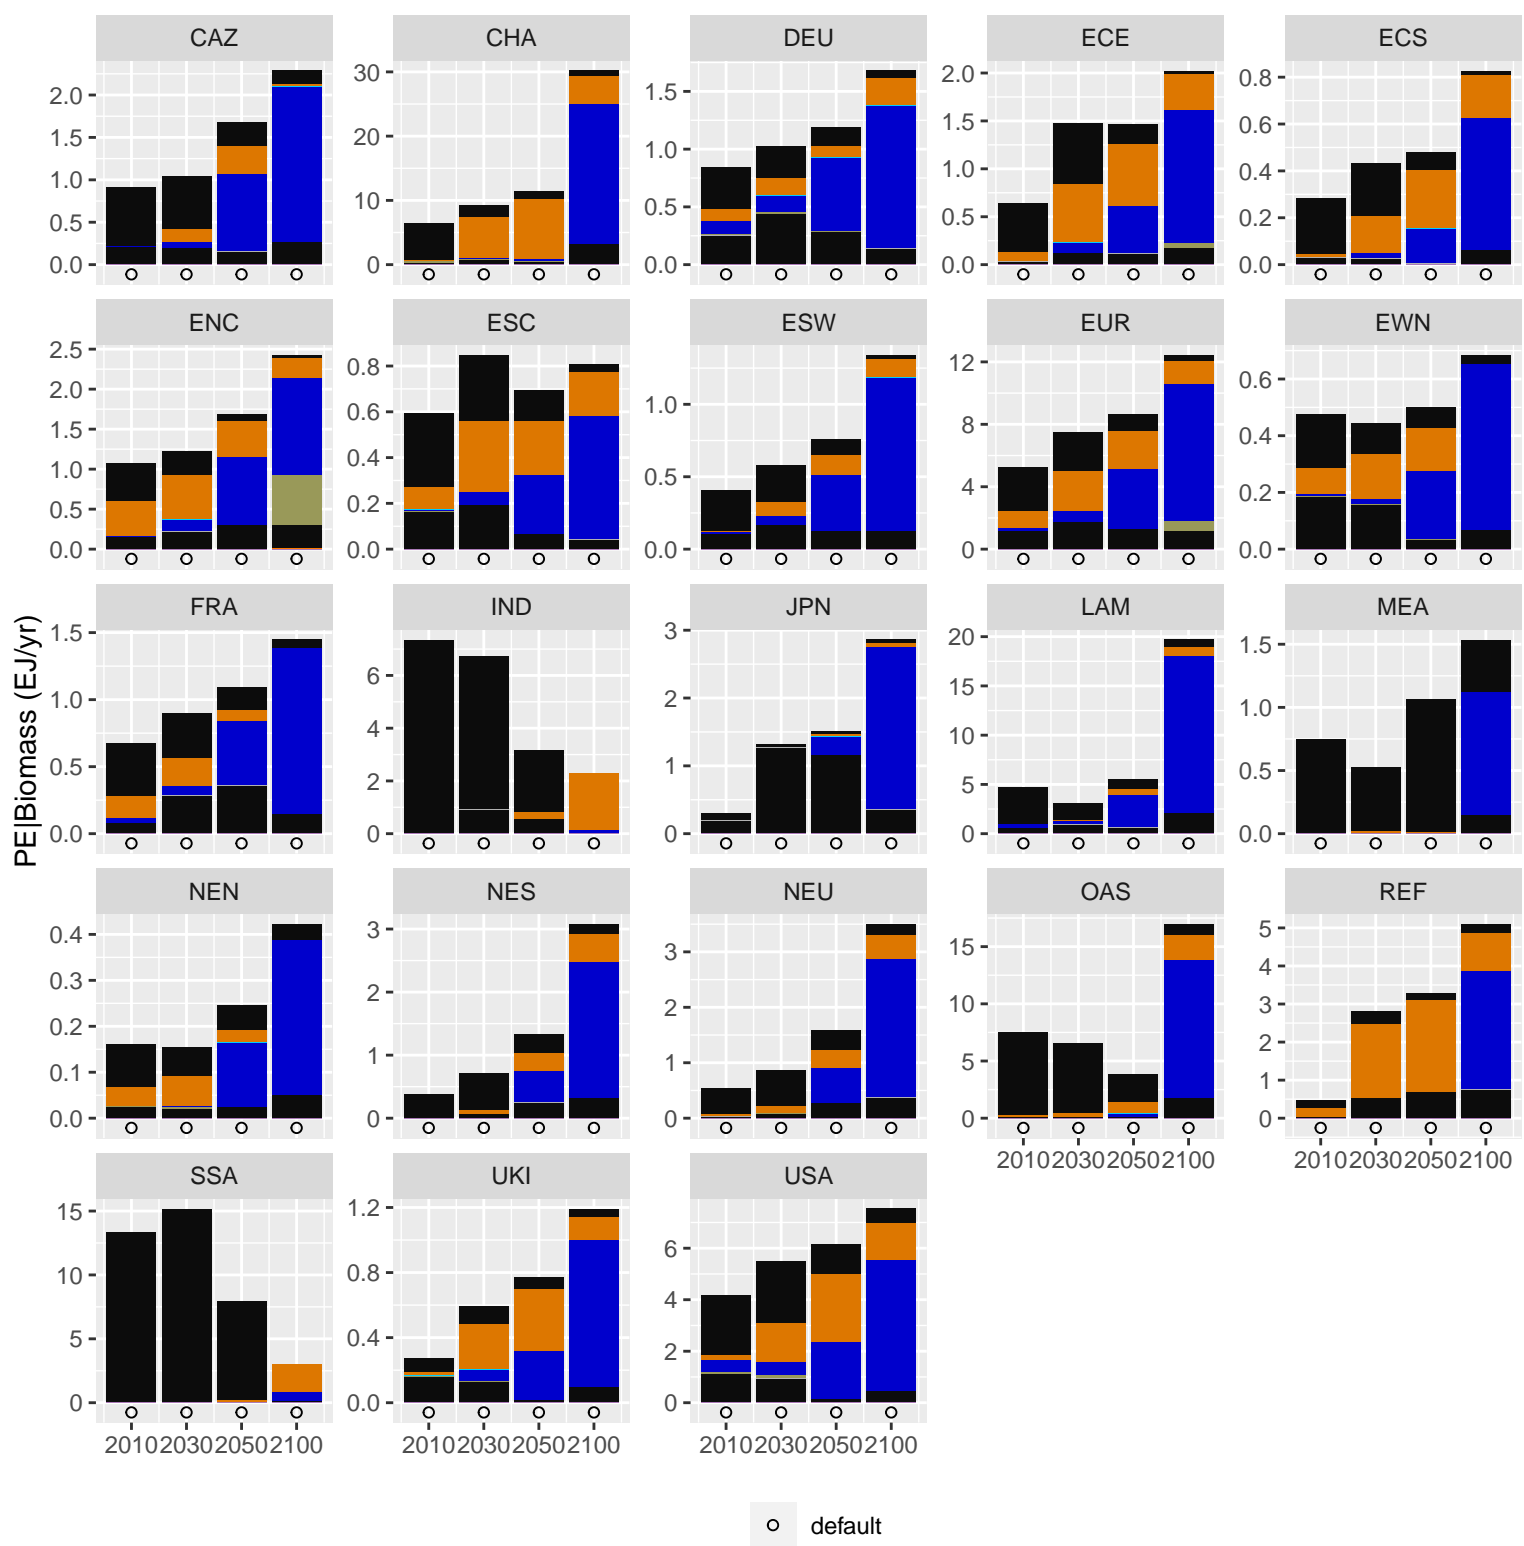 CAZ CHA DEU ECE ECS
0.0 0.5 1.0 1.5 2.0
0 10 20 30
0.0 0.5 1.0 1.5
0.0 0.5 1.0 1.5 2.0
0.0 0.2 0.4 0.6 0.8
ENC ESC ESW EUR EWN
0.0 0.5 1.0 1.5 2.0 2.5
0.0 0.2 0.4 0.6 0.8
0.0 0.5 1.0
0 4 8 12
0.0 0.2 0.4 0.6
PE|Biomass (EJ/yr)
FRA IND JPN LAM MEA
0.0 0.5 1.0 1.5
0 2 4 6
0 1 2 3
0 5 10 15 20
0.0 0.5 1.0 1.5
NEN NES NEU OAS REF
0.0 0.1 0.2 0.3 0.4
0 1 2 3
0 1 2 3
0 5 10 15
0 1 2 3 4 5
2010 2030 2050 2100
2010 2030 2050 2100
SSA UKI USA
0 5 10 15
0.0 0.4 0.8 1.2
0 2 4 6
2010 2030 2050 2100
2010 2030 2050 2100
2010 2030 2050 2100
default